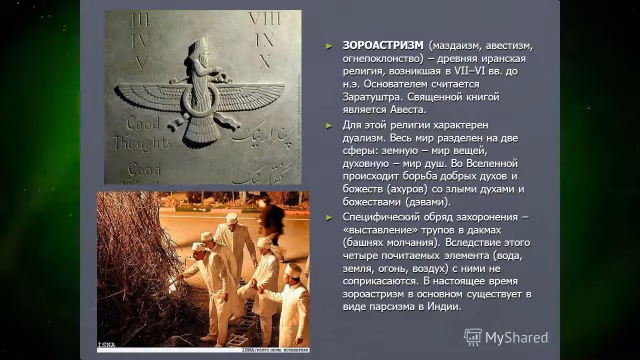 III VIII
IV IX
V X
Good
Thoughts
Good
ISNA
ISNA/PHOTO:
► ЗОРОАСТРИЗМ (маздаизм, авестизм,
огнепоклонство) – древняя иранская
религия, возникшая в VII–VI вв. до
н.э. Основателем считается
Заратуштра. Священной книгой
является Авеста.
► Для этой религии характерен
дуализм. Весь мир разделен на две
сферы: земную – мир вещей,
духовную – мир душ. Во Вселенной
происходит борьба добрых духов и
божеств (ахуров) со злыми духами и
божествами (дэвами).
► Специфический обряд захоронения –
«выставление» трупов в дакмах
(башнях молчания). Вследствие этого
четыре почитаемых элемента (вода,
земля, огонь, воздух) с ними не
соприкасаются. В настоящее время
зороастризм в основном существует в
виде парсизма в Индии.
MyShared